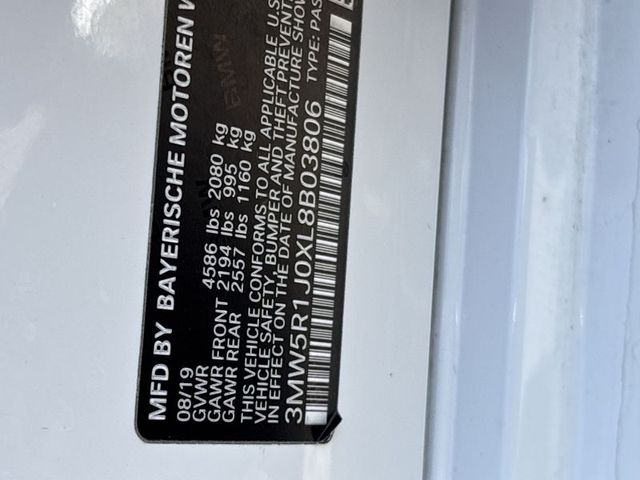 MFD BY BAYERISCHE MOTOREN
08/19
GVWR 4586 lbs 2080 kg
GAWR FRONT 2194 lbs 995 kg
GAWR REAR 2557 lbs 1160 kg
THIS VEHICLE CONFORMS TO ALL APPLICABLE U.S
VEHICLE SAFETY, BUMPER AND THEFT PREVENT
IN EFFECT ON THE DATE OF MANUFACTURE SHOW
3MW5R1J0XL8B03806 TYPE: PAS